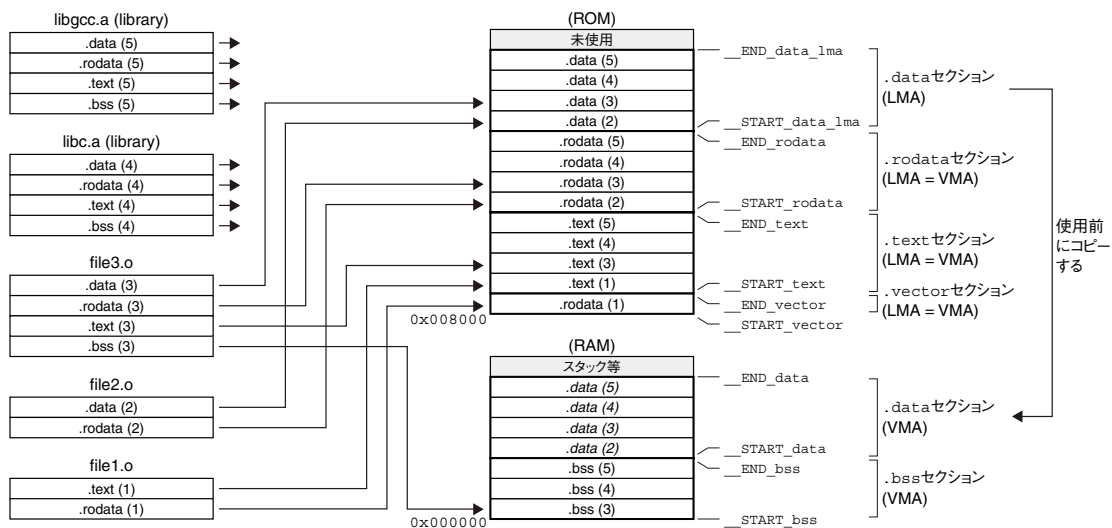 libgcc.a (library)
.data (5)
.rodata (5)
.text (5)
.bss (5)
libc.a (library)
.data (4)
.rodata (4)
.text (4)
.bss (4)
file3.o
.data (3)
.rodata (3)
.text (3)
.bss (3)
file2.o
.data (2)
.rodata (2)
file1.o
.text (1)
.rodata (1)
(ROM)
未使用
.data (5)
.data (4)
.data (3)
.data (2)
.rodata (5)
.rodata (4)
.rodata (3)
.rodata (2)
.text (5)
.text (4)
.text (3)
.text (1)
.rodata (1)
0x008000
__END_data_lma
__START_data_lma
__END_rodata
__START_rodata
__END_text
__START_text
__END_vector
__START_vector
.dataセクション
(LMA)
.rodataセクション
(LMA = VMA)
.textセクション
(LMA = VMA)
.vectorセクション
(LMA = VMA)
(RAM)
スタック等
.data (5)
.data (4)
.data (3)
.data (2)
.bss (5)
.bss (4)
.bss (3)
0x000000
__END_data
__START_data
__END_bss
__START_bss
.dataセクション
(VMA)
.bssセクション
(VMA)
使用前
にコピー
する